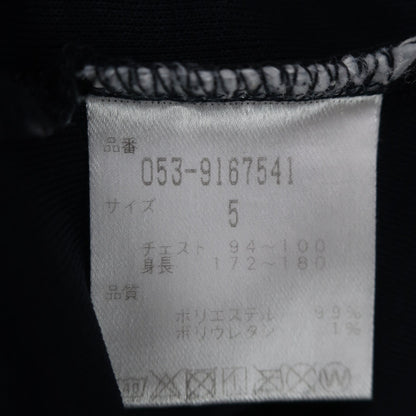 品番
053-9167541
サイズ
5
チェスト 94〜100
身長 172〜180
品質
ポリエステル 99%
ポリウレタン 1%